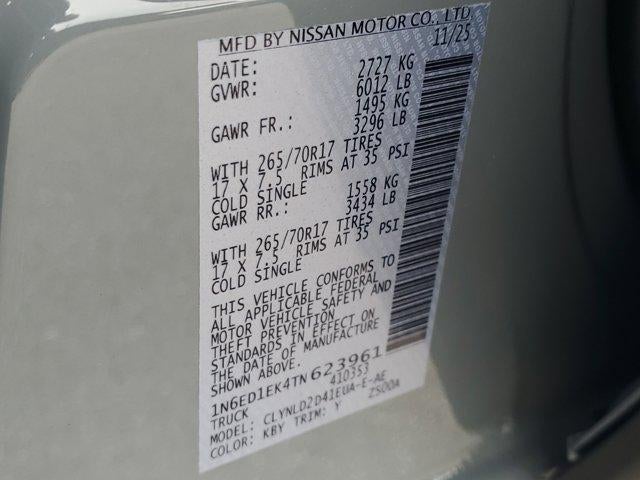 MFD BY NISSAN MOTOR CO., LTD.
DATE: 11/25
GVWR: 2727 KG
6012 LB
GAWR FR.: 1495 KG
3296 LB
WITH 265/70R17 TIRES
17 X 7.5 RIMS AT 35 PSI
COLD SINGLE
GAWR RR.: 1558 KG
3434 LB
WITH 265/70R17 TIRES
17 X 7.5 RIMS AT 35 PSI
COLD SINGLE
THIS VEHICLE CONFORMS TO
ALL APPLICABLE FEDERAL
MOTOR VEHICLE SAFETY AND
THEFT PREVENTION
STANDARDS IN EFFECT ON
THE DATE OF MANUFACTURE
SHOWN ABOVE.
1N6ED1EK4TN623961
TRUCK 410353
MODEL: CLYNLD2D41EUA-E-AE
COLOR: KBY TRIM: Y ZS00A